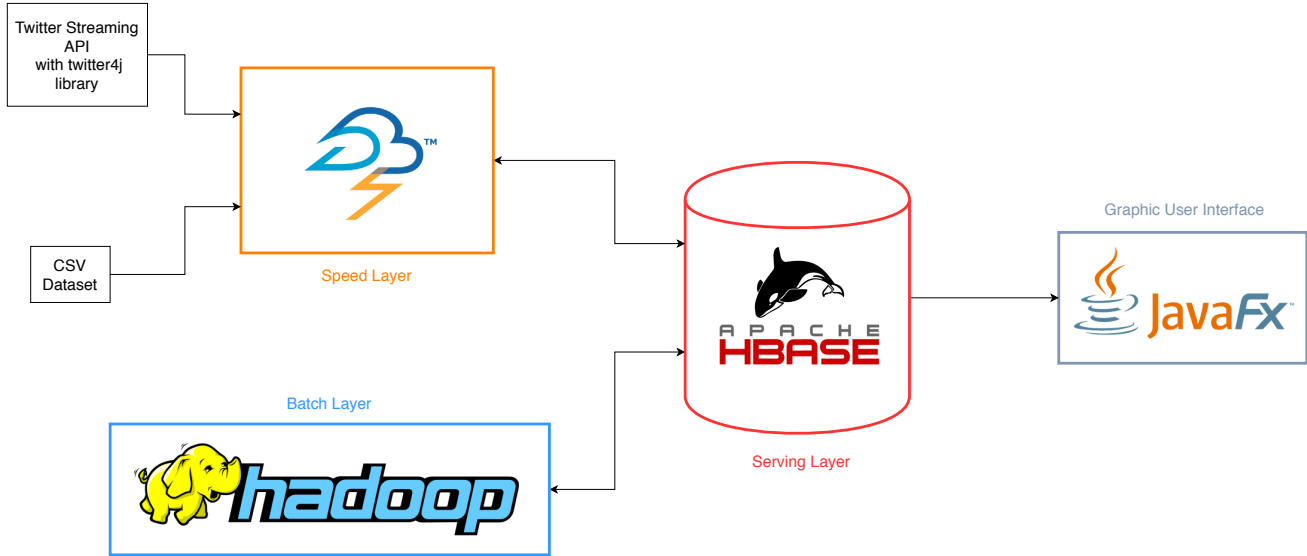 Twitter Streaming
API
with twitter4j
library
TM
Speed Layer
CSV
Dataset
Batch Layer
hadoop
APACHE
HBASE
Serving Layer
Graphic User Interface
JavaFx